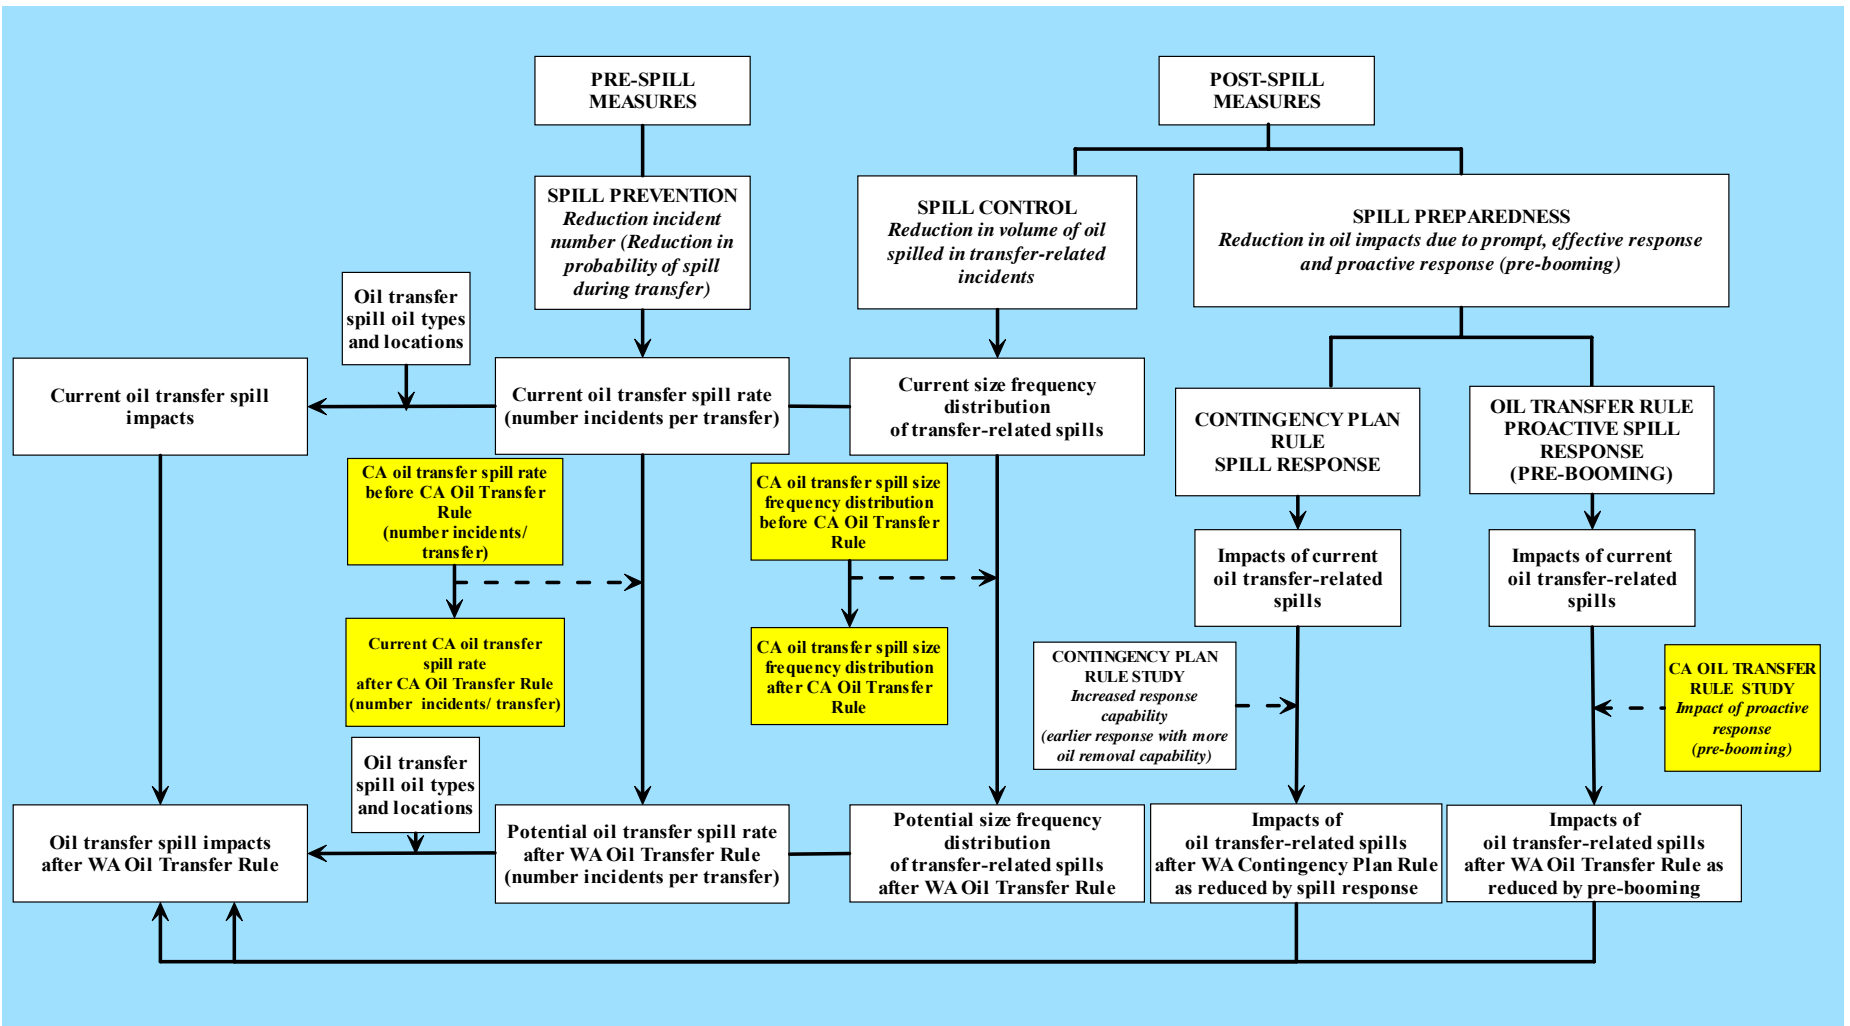 PRE-SPILL
MEASURES
POST-SPILL
MEASURES
SPILL PREVENTION
Reduction incident
number (Reduction in
probability of spill
during transfer)
SPILL CONTROL
Reduction in volume of oil
spilled in transfer-related
incidents
SPILL PREPAREDNESS
Reduction in oil impacts due to prompt, effective response
and proactive response (pre-booming)
Oil transfer
spill oil types
and locations
Current oil transfer spill
impacts
Current oil transfer spill rate
(number incidents per transfer)
Current size frequency
distribution
of transfer-related spills
CONTINGENCY PLAN
RULE
SPILL RESPONSE
OIL TRANSFER RULE
PROACTIVE SPILL
RESPONSE
(PRE-BOOMING)
CA oil transfer spill rate
before CA Oil Transfer
Rule
(number incidents/
transfer)
CA oil transfer spill size
frequency distribution
before CA Oil Transfer
Rule
Impacts of current
oil transfer-related
spills
Impacts of current
oil transfer-related
spills
Current CA oil transfer
spill rate
after CA Oil Transfer Rule
(number incidents/ transfer)
CA oil transfer spill size
frequency distribution
after CA Oil Transfer
Rule
CONTINGENCY PLAN
RULE STUDY
Increased response
capability
(earlier response with more
oil removal capability)
CA OIL TRANSFER
RULE STUDY
Impact of proactive
response
(pre-booming)
Oil transfer
spill oil types
and locations
Oil transfer spill impacts
after WA Oil Transfer Rule
Potential oil transfer spill rate
after WA Oil Transfer Rule
(number incidents per transfer)
Potential size frequency
distribution
of transfer-related spills
after WA Oil Transfer Rule
Impacts of
oil transfer-related spills
after WA Contingency Plan Rule
as reduced by spill response
Impacts of
oil transfer-related spills
after WA Oil Transfer Rule as
reduced by pre-booming